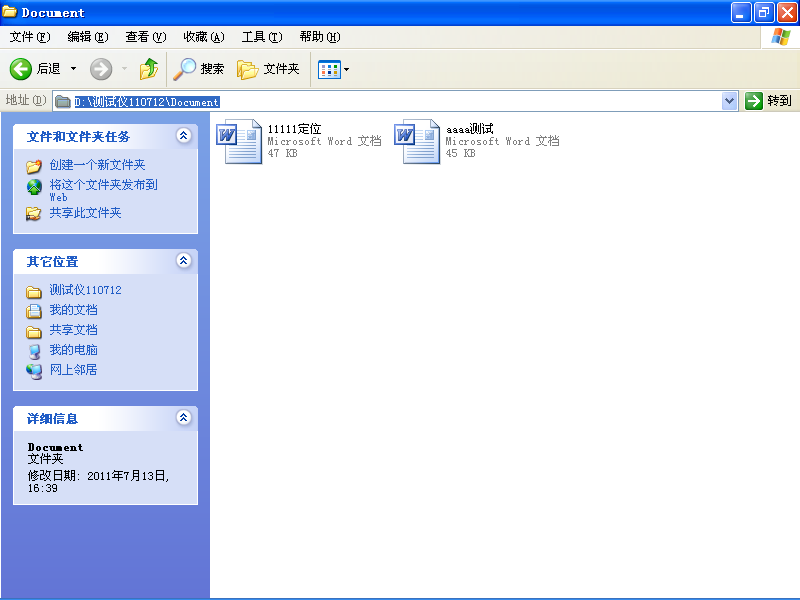 Document
文件(F) 编辑(E) 查看(V) 收藏(A) 工具(T) 帮助(H)
后退 搜索 文件夹
地址(D) D:\测试仪110712\Document 转到
文件和文件夹任务
创建一个新文件夹
将这个文件夹发布到
Web
共享此文件夹
其它位置
测试仪110712
我的文档
共享文档
我的电脑
网上邻居
详细信息
Document
文件夹
修改日期: 2011年7月13日,
16:39
11111定位
Microsoft Word 文档
47 KB
aaaa测试
Microsoft Word 文档
45 KB